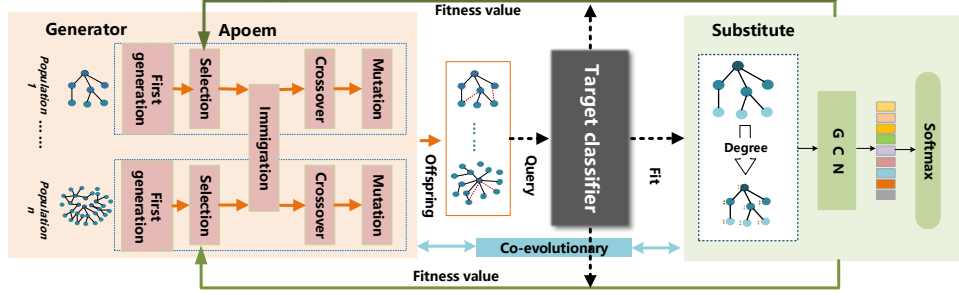 Fitness value
Generator
Apoem
Substitute
Population
1
... ...
Population
n
First
generation
Selection
Immigration
Crossover
Mutation
First
generation
Selection
Crossover
Mutation
Offspring
Query
Target classifier
Fit
Degree
GCN
Softmax
Co-evolutionary
Fitness value